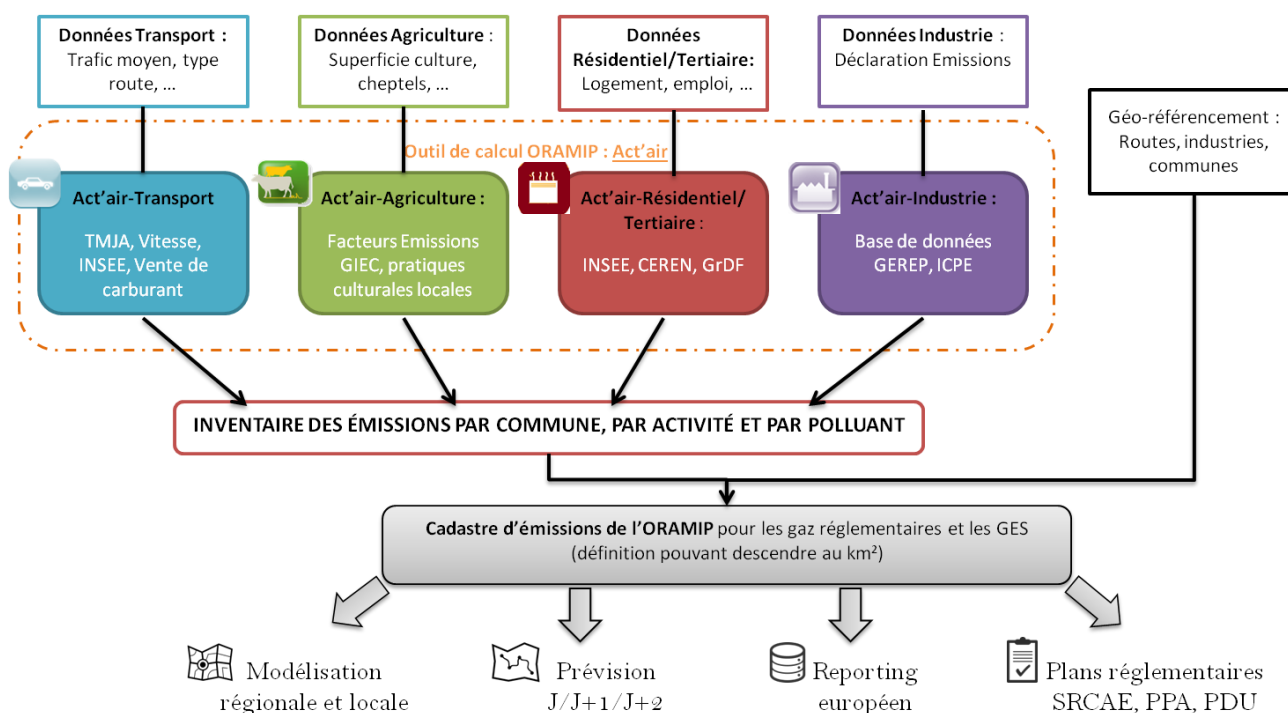 Données Transport :
Trafic moyen, type
route, ...
Données Agriculture :
Superficie culture,
cheptels, ...
Données
Résidentiel/Tertiaire:
Logement, emploi, ...
Données Industrie :
Déclaration Emissions
Géo-référencement :
Routes, industries,
communes
Outil de calcul ORAMIP : Act'air
Act'air-Transport
TMJA, Vitesse,
INSEE, Vente de
carburant
Act'air-Agriculture :
Facteurs Emissions
GIEC, pratiques
culturales locales
Act'air-Résidentiel/
Tertiaire :
INSEE, CEREN, GrDF
Act'air-Industrie :
Base de données
GEREP, ICPE
INVENTAIRE DES ÉMISSIONS PAR COMMUNE, PAR ACTIVITÉ ET PAR POLLUANT
Cadastre d'émissions de l'ORAMIP pour les gaz réglementaires et les GES
(définition pouvant descendre au km²)
Modélisation
régionale et locale
Prévision
J/J+1/J+2
Reporting
européen
Plans réglementaires
SRCAE, PPA, PDU